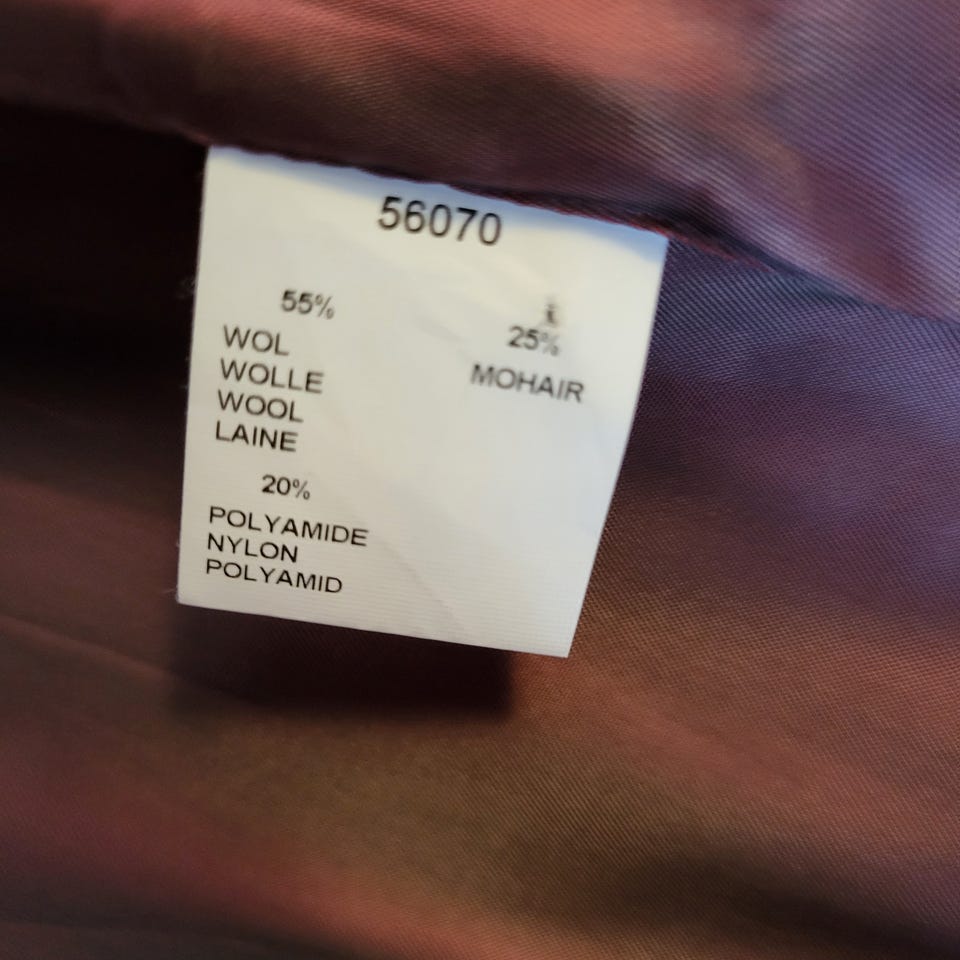 56070
55%
WOL
WOLLE
WOOL
LAINE
20%
POLYAMIDE
NYLON
POLYAMID
25%
MOHAIR